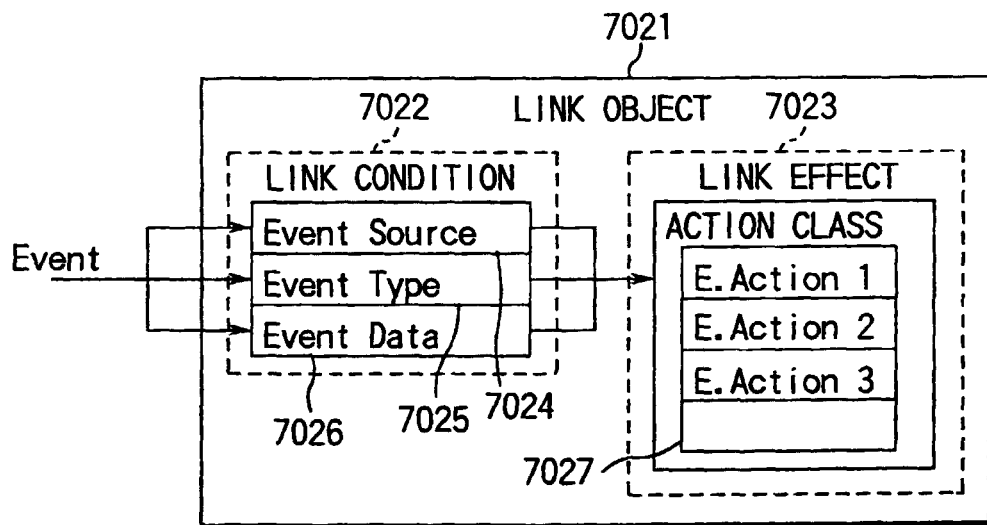 7021
LINK OBJECT
7022
7023
LINK CONDITION
LINK EFFECT
Event
Event Source
Event Type
Event Data
ACTION CLASS
E.Action 1
E.Action 2
E.Action 3
7026
7025
7024
7027